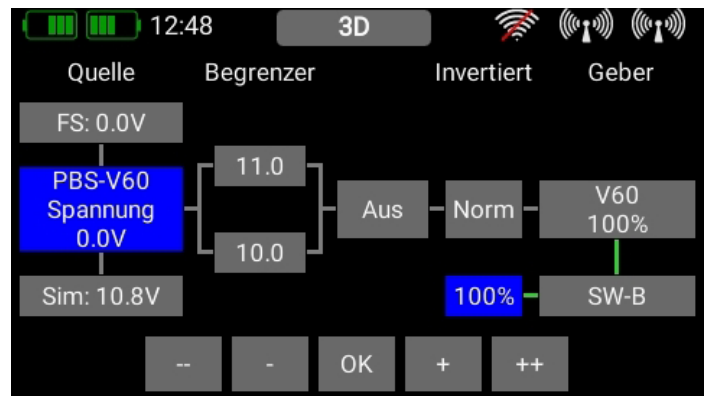 12:48 3D
Quelle Begrenzer Invertiert Geber
FS: 0.0V
PBS-V60
Spannung
0.0V
11.0
10.0
Aus
Norm
V60
100%
Sim: 10.8V
100%
SW-B
-- - OK + ++